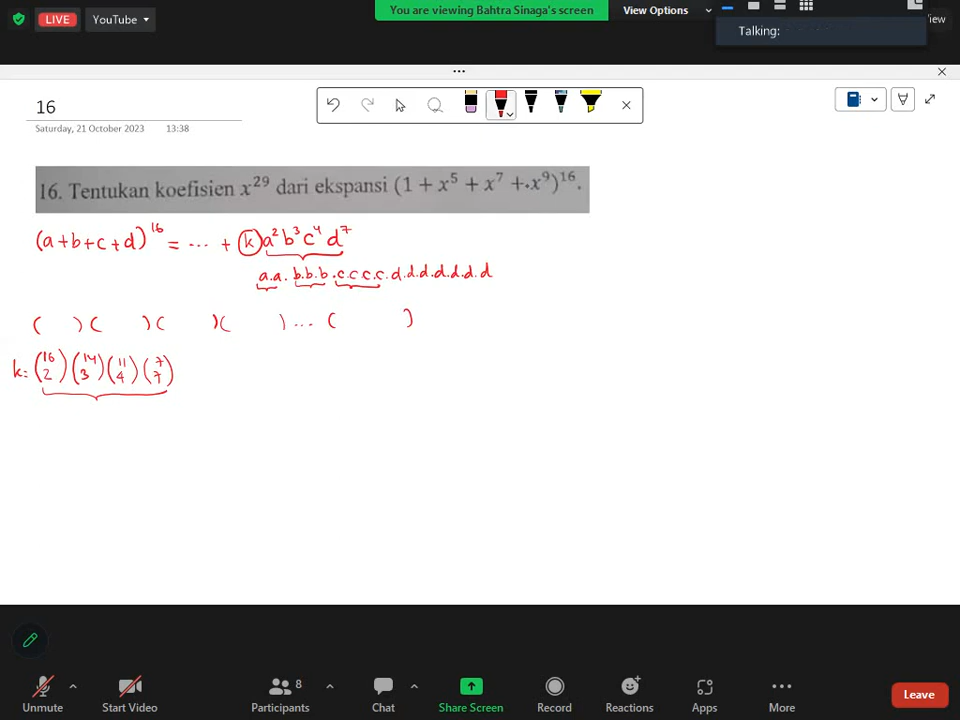 LIVE YouTube You are viewing Bahtra Sinaga's screen View Options
Talking:
16
Saturday, 21 October 2023 13:38
16. Tentukan koefisien x^29 dari ekspansi (1 + x^5 + x^7 + x^9)^16.
(a+b+c+d)^16 = ... + k a^2 b^3 c^4 d^7
a.a.b.b.b.c.c.c.c.d.d.d.d.d.d.d
( )( )( )( )...( )
k= (16 2) (14 3) (11 4) (7 7)
Unmute Start Video Participants 8 Chat Share Screen Record Reactions Apps More Leave